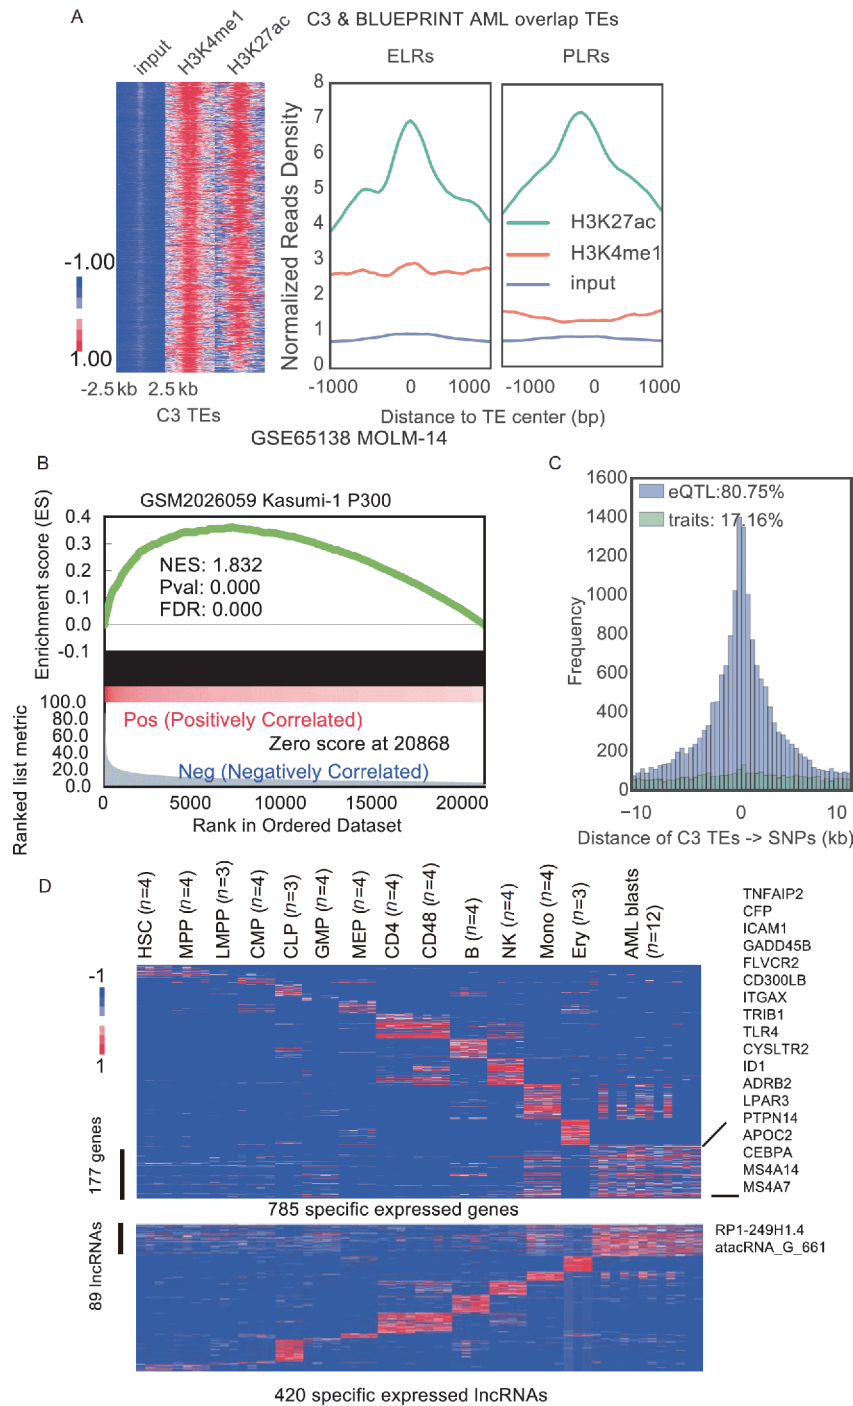 A
C3 & BLUEPRINT AML overlap TEs
input
H3K4me1
H3K27ac
ELRs
PLRs
Normalized Reads Density
8
7
6
5
4
3
2
1
0
H3K27ac
H3K4me1
input
-1.00
1.00
-2.5 kb
2.5 kb
C3 TEs
-1000
0
1000
-1000
0
1000
Distance to TE center (bp)
GSE65138 MOLM-14
B
GSM2026059 Kasumi-1 P300
Enrichment score (ES)
0.4
0.3
0.2
0.1
0.0
-0.1
NES: 1.832
Pval: 0.000
FDR: 0.000
Ranked list metric
100.0
80.0
60.0
40.0
20.0
0.0
Pos (Positively Correlated)
Zero score at 20868
Neg (Negatively Correlated)
0
5000
10000
15000
20000
Rank in Ordered Dataset
C
Frequency
1600
1400
1200
1000
800
600
400
200
0
eQTL:80.75%
traits: 17.16%
−10
0
10
Distance of C3 TEs -> SNPs (kb)
D
HSC (n=4)
MPP (n=4)
LMPP (n=3)
CMP (n=4)
CLP (n=3)
GMP (n=4)
MEP (n=4)
CD4 (n=4)
CD48 (n=4)
B (n=4)
NK (n=4)
Mono (n=4)
Ery (n=3)
AML blasts
(n=12)
-1
1
177 genes
TNFAIP2
CFP
ICAM1
GADD45B
FLVCR2
CD300LB
ITGAX
TRIB1
TLR4
CYSLTR2
ID1
ADRB2
LPAR3
PTPN14
APOC2
CEBPA
MS4A14
MS4A7
785 specific expressed genes
89 lncRNAs
RP1-249H1.4
atacRNA_G_661
420 specific expressed lncRNAs